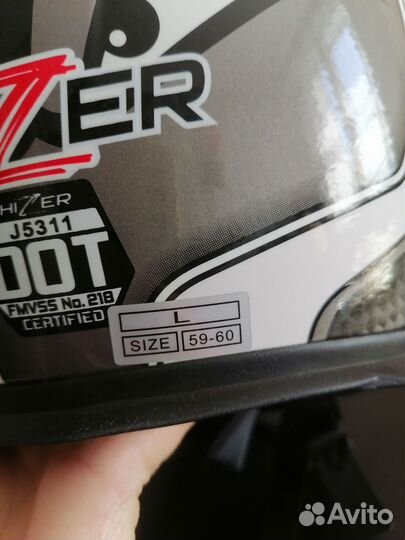 ZER
HIZER
J5311
DOT
FMVSS No. 218
CERTIFIED
L
SIZE 59-60
Avito